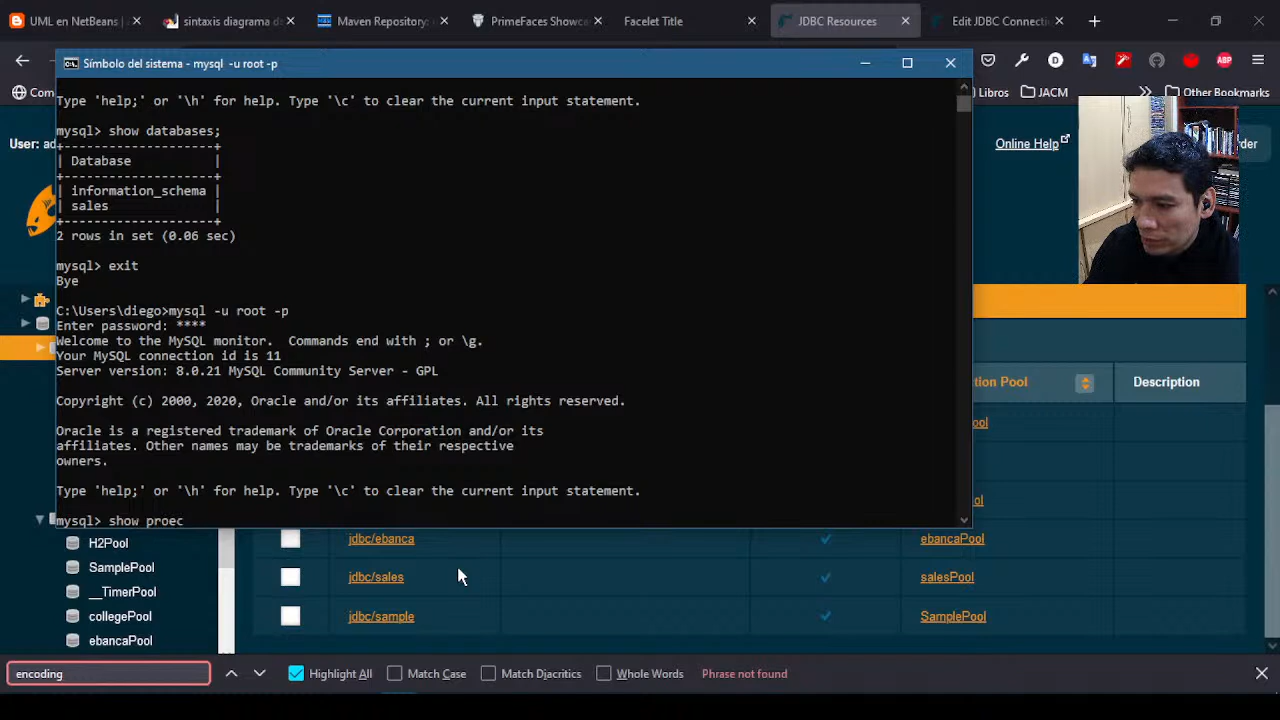 UML en NetBeans |
sintaxis diagrama da
Maven Repository:
PrimeFaces Showca
Facelet Title
JDBC Resources
Edit JDBC Connecti
Com
Libros
JACM
Other Bookmarks
Símbolo del sistema - mysql -u root -p
User: ad
Online Help
der
Type 'help;' or '\h' for help. Type '\c' to clear the current input statement.
mysql> show databases;
+--------------------+
| Database |
+--------------------+
| information_schema |
| sales |
+--------------------+
2 rows in set (0.06 sec)
mysql> exit
Bye
C:\Users\diego>mysql -u root -p
Enter password: ****
Welcome to the MySQL monitor. Commands end with ; or \g.
Your MySQL connection id is 11
Server version: 8.0.21 MySQL Community Server - GPL
Copyright (c) 2000, 2020, Oracle and/or its affiliates. All rights reserved.
Oracle is a registered trademark of Oracle Corporation and/or its
affiliates. Other names may be trademarks of their respective
owners.
Type 'help;' or '\h' for help. Type '\c' to clear the current input statement.
mysql> show proec
tion Pool
Description
ol
ol
H2Pool
SamplePool
__TimerPool
collegePool
ebancaPool
jdbc/ebanca
ebancaPool
jdbc/sales
salesPool
jdbc/sample
SamplePool
encoding
Highlight All
Match Case
Match Diacritics
Whole Words
Phrase not found